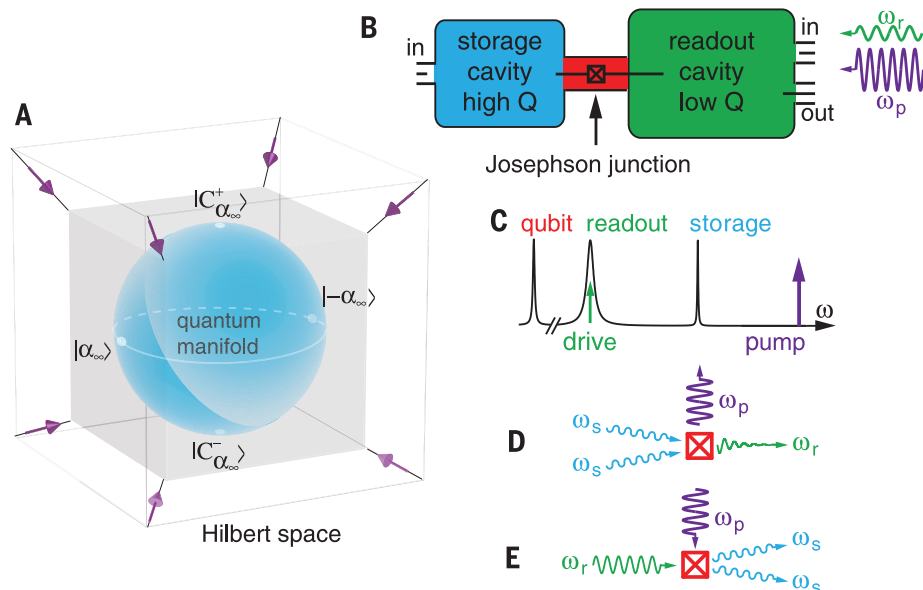 A
|C⁺α∞⟩
|−α∞⟩
quantum
manifold
|α∞⟩
|C⁻α∞⟩
Hilbert space
B
in
storage
cavity
high Q
readout
cavity
low Q
in
out
ωr
ωp
Josephson junction
C
qubit readout storage
ω
drive
pump
D
ωp
ωs
ωs
ωr
E
ωp
ωr
ωs
ωs